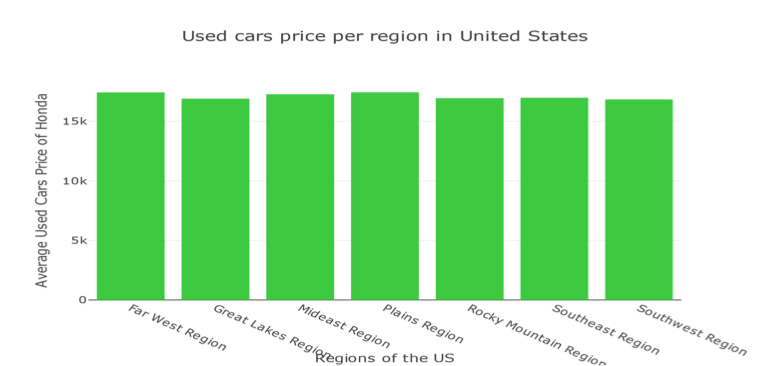 Used cars price per region in United States
Average Used Cars Price of Honda
15k
10k
5k
0
Far West Region
Great Lakes Region
Mideast Region
Plains Region
Rocky Mountain Region
Southeast Region
Southwest Region
Regions of the US